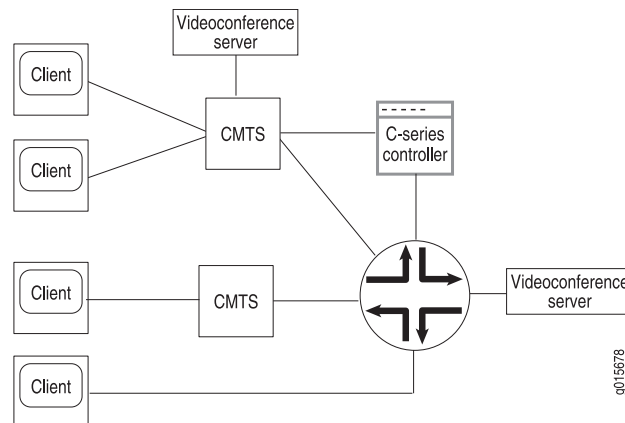 Videoconference
server
Client
CMTS
C-series
controller
Client
Client
CMTS
Videoconference
server
Client
g015678